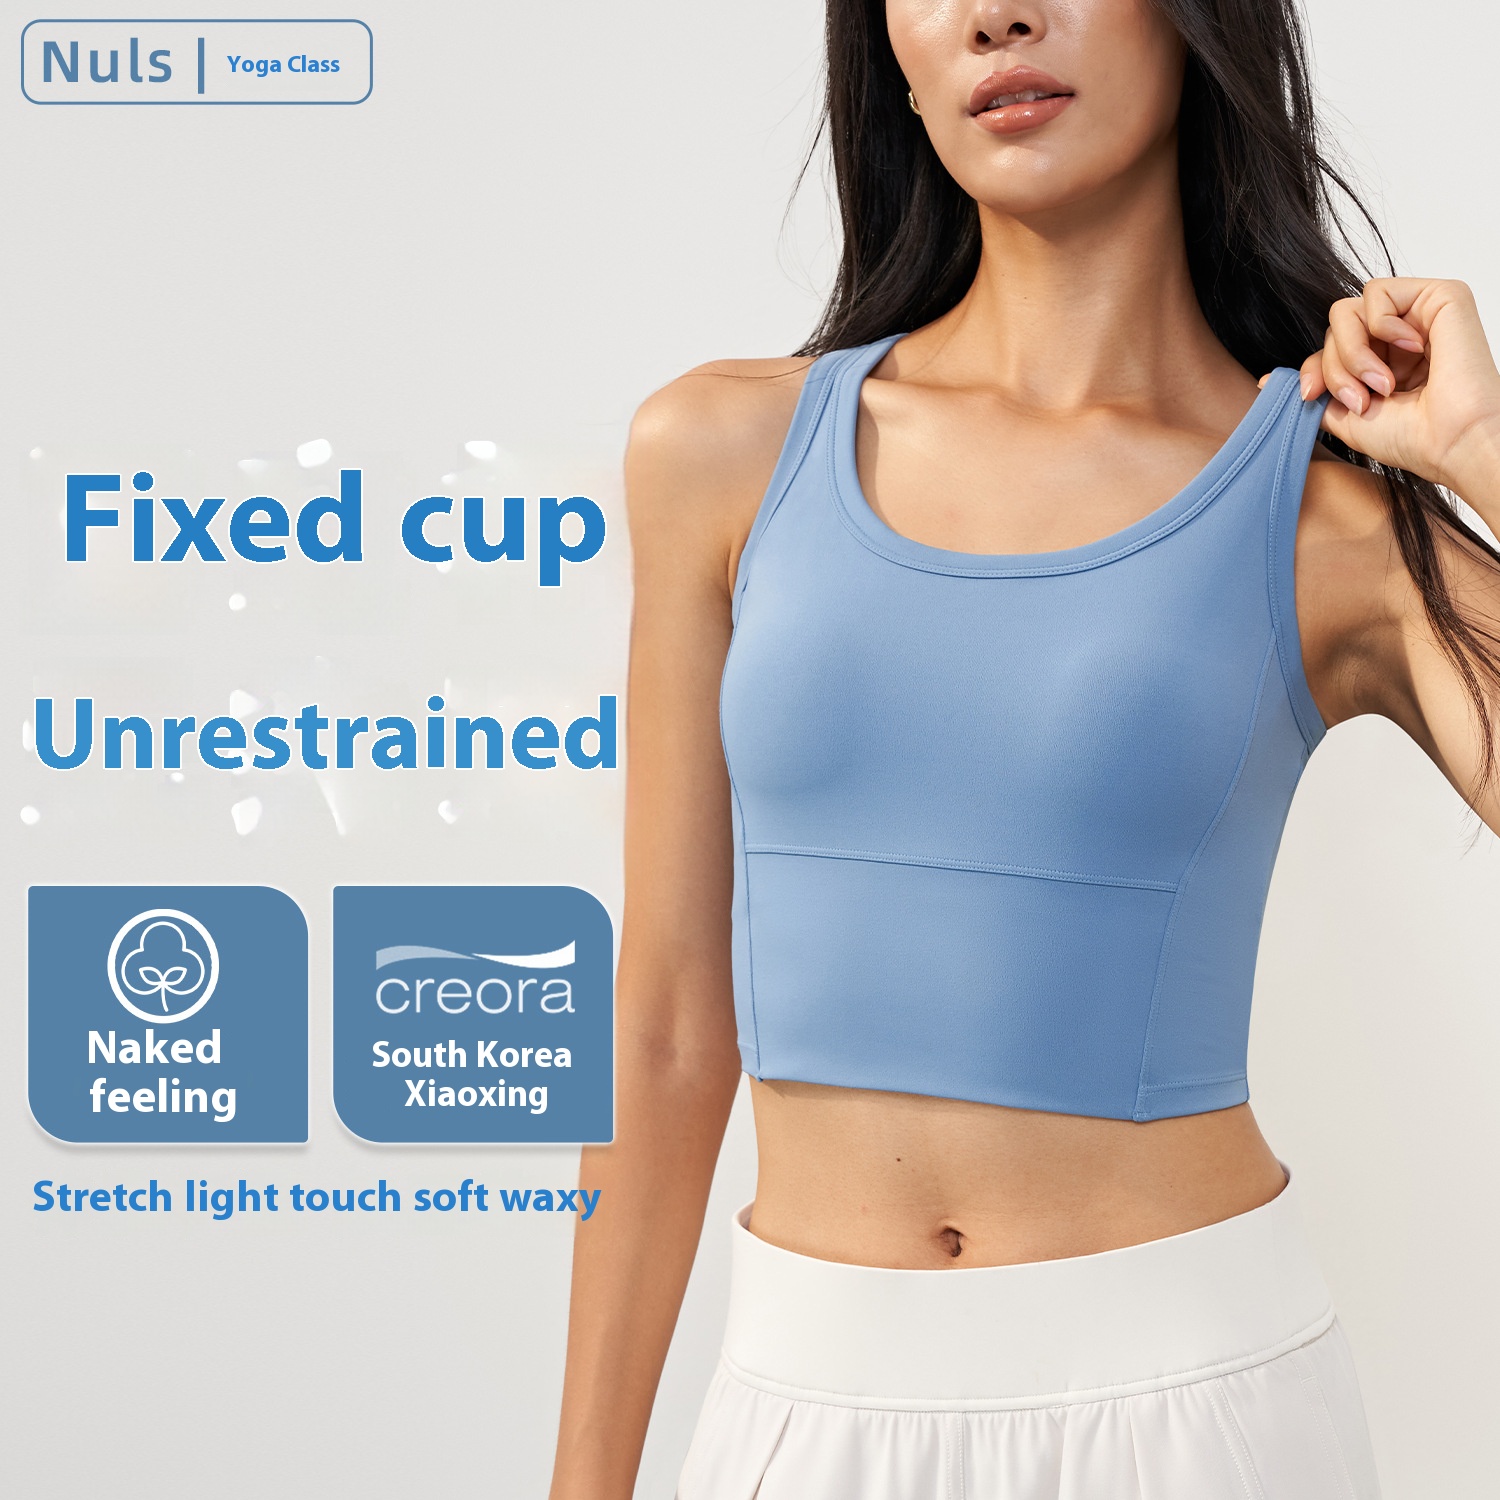 Nuls | Yoga Class
Fixed cup
Unrestrained
Naked
feeling
creora
South Korea
Xiaoxing
Stretch light touch soft waxy